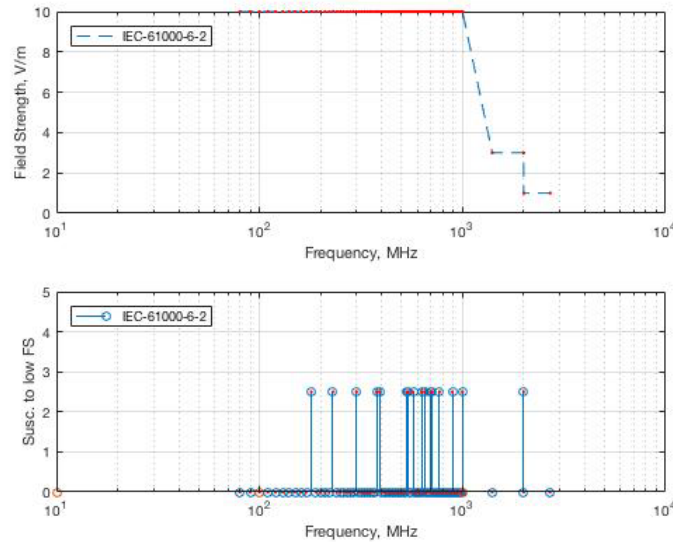 10
8
6
4
2
0
Field Strength, V/m
IEC-61000-6-2
10^1 10^2 10^3 10^4
Frequency, MHz
5
4
3
2
1
0
Susc. to low FS
IEC-61000-6-2
10^1 10^2 10^3 10^4
Frequency, MHz